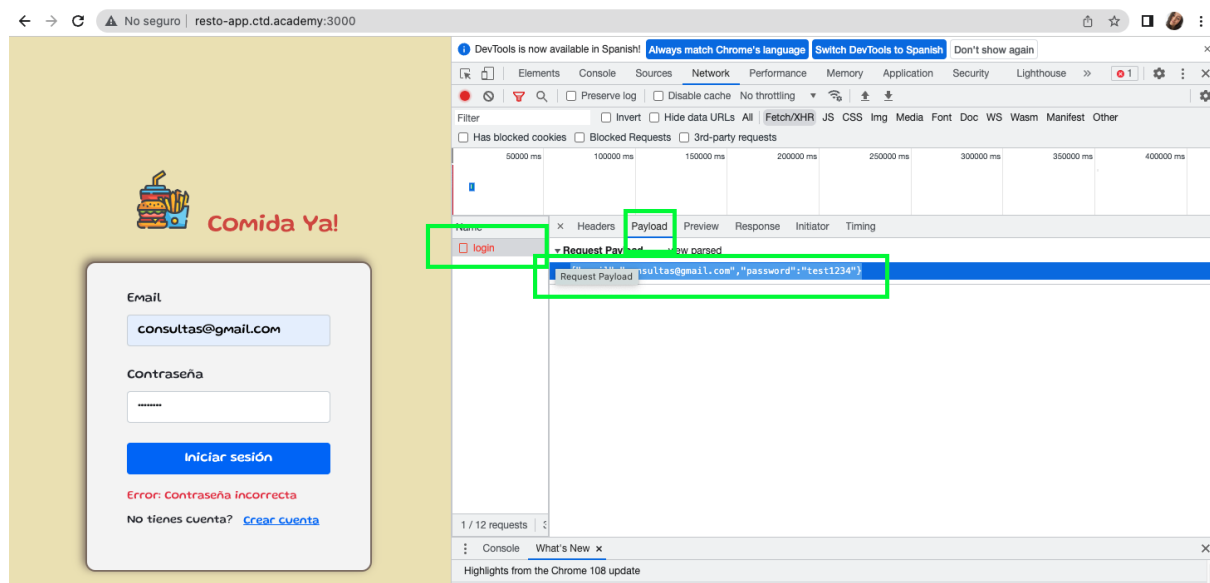 No seguro | resto-app.ctd.academy:3000
Comida Ya!
Email
consultas@gmail.com
Contraseña
Iniciar sesión
Error: Contraseña incorrecta
No tienes cuenta? Crear cuenta
DevTools is now available in Spanish! Always match Chrome's language Switch DevTools to Spanish Don't show again
Elements Console Sources Network Performance Memory Application Security Lighthouse » 1
Preserve log Disable cache No throttling
Filter Invert Hide data URLs All Fetch/XHR JS CSS Img Media Font Doc WS Wasm Manifest Other
Has blocked cookies Blocked Requests 3rd-party requests
50000 ms 100000 ms 150000 ms 200000 ms 250000 ms 300000 ms 350000 ms 400000 ms
Name × Headers Payload Preview Response Initiator Timing
login
Request view parsed
"password":"test1234"}
Request Payload
1 / 12 requests
Console What's New ×
Highlights from the Chrome 108 update